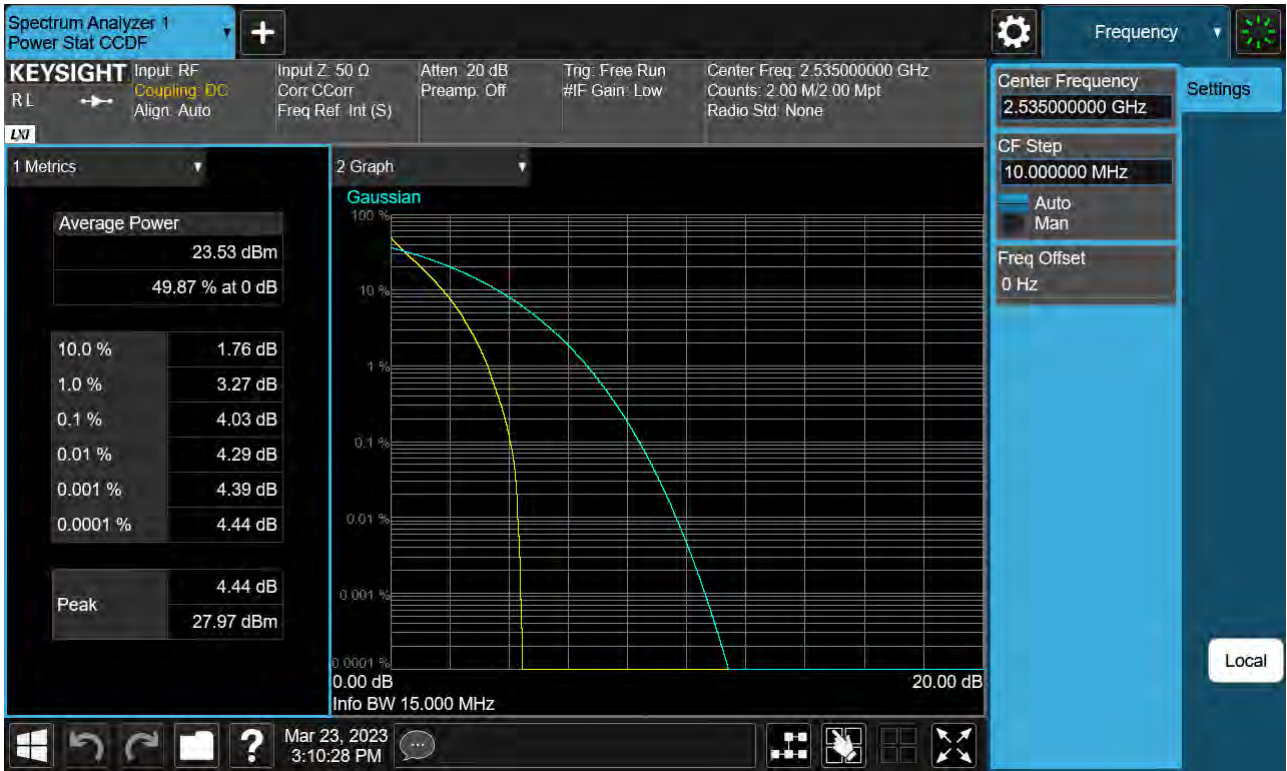 Spectrum Analyzer 1
Power Stat CCDF
Frequency
KEYSIGHT
R L
LXI
Input: RF
Coupling: DC
Align: Auto
Input Z: 50 Ω
Corr CCorr
Freq Ref: Int (S)
Atten: 20 dB
Preamp: Off
Trig: Free Run
#IF Gain: Low
Center Freq: 2.535000000 GHz
Counts: 2.00 M/2.00 Mpt
Radio Std: None
Center Frequency
2.535000000 GHz
Settings
CF Step
10.000000 MHz
Auto
Man
Freq Offset
0 Hz
1 Metrics
Average Power
23.53 dBm
49.87 % at 0 dB
10.0 % 1.76 dB
1.0 % 3.27 dB
0.1 % 4.03 dB
0.01 % 4.29 dB
0.001 % 4.39 dB
0.0001 % 4.44 dB
Peak
4.44 dB
27.97 dBm
2 Graph
Gaussian
100 %
10 %
1 %
0.1 %
0.01 %
0.001 %
0.0001 %
0.00 dB 20.00 dB
Info BW 15.000 MHz
Local
?
Mar 23, 2023
3:10:28 PM